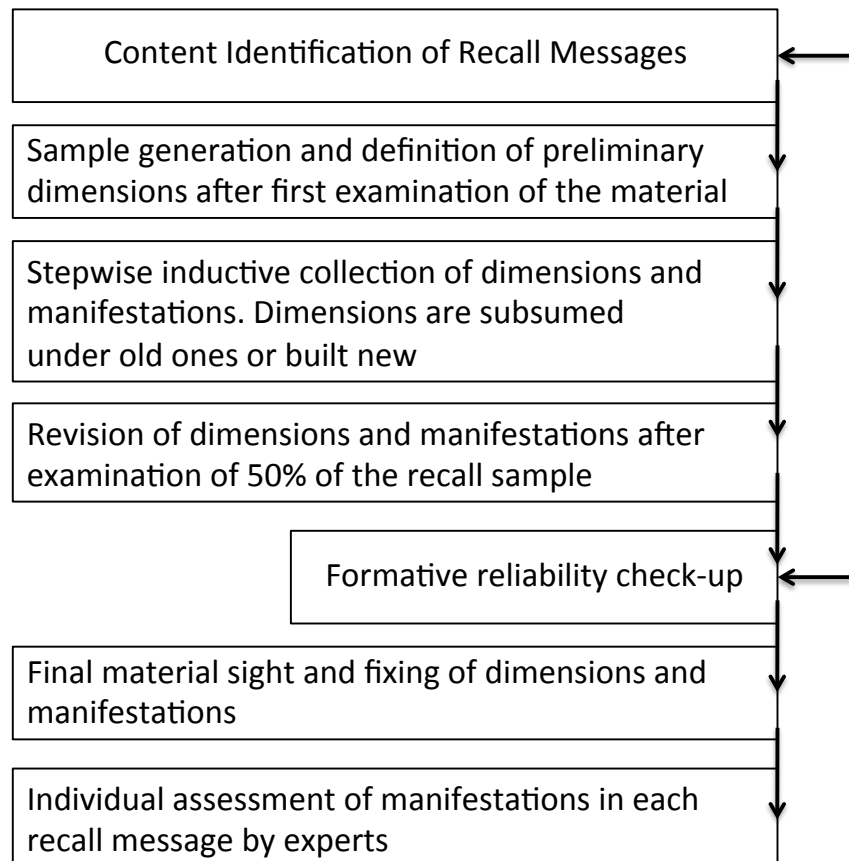 Content Identification of Recall Messages
Sample generation and definition of preliminary
dimensions after first examination of the material
Stepwise inductive collection of dimensions and
manifestations. Dimensions are subsumed
under old ones or built new
Revision of dimensions and manifestations after
examination of 50% of the recall sample
Formative reliability check-up
Final material sight and fixing of dimensions and
manifestations
Individual assessment of manifestations in each
recall message by experts